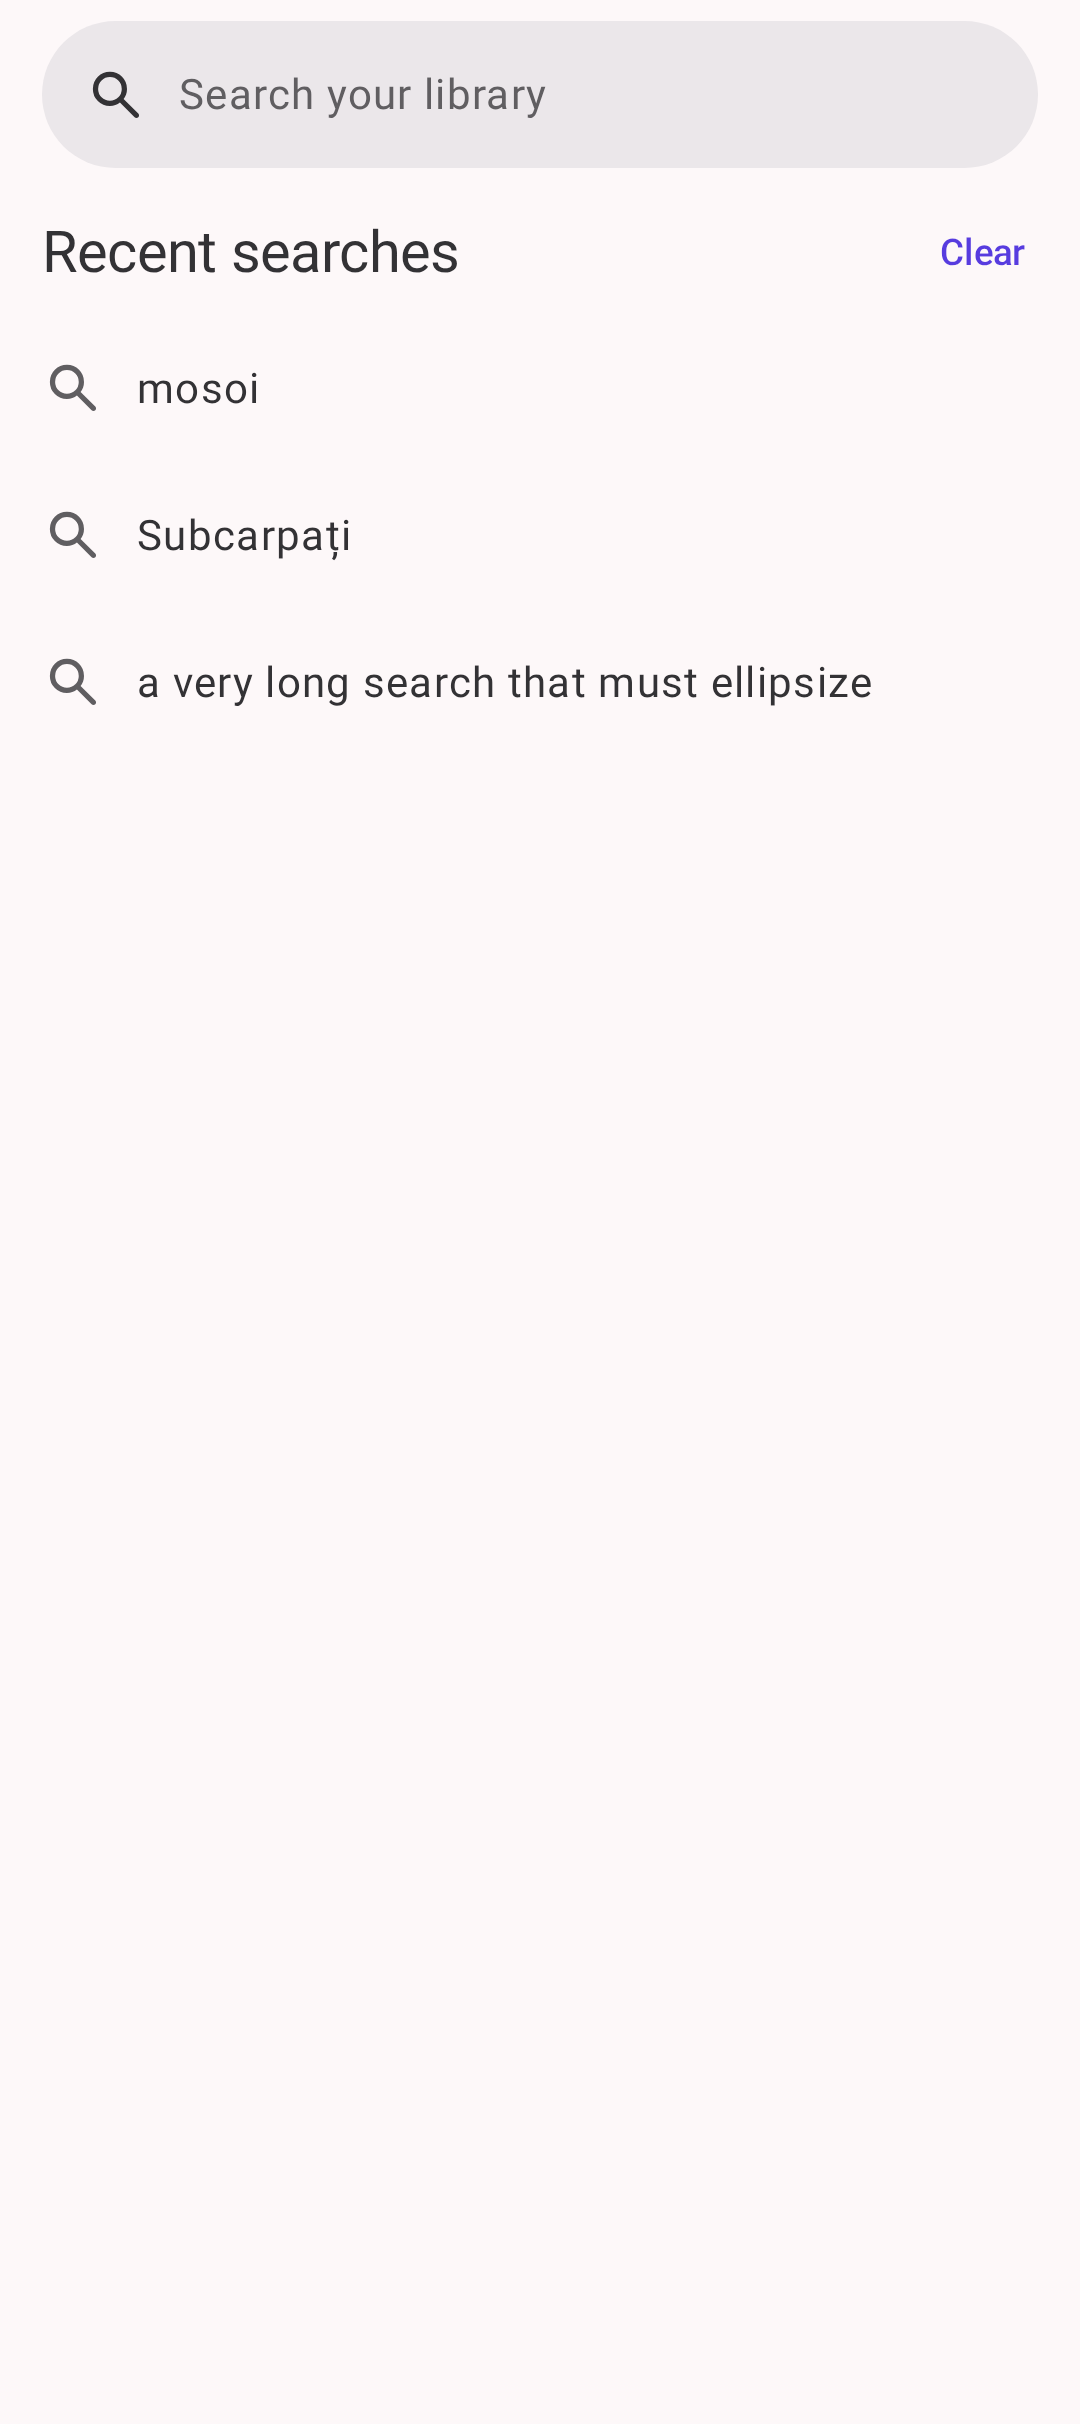 Search your library
Recent searches
Clear
mosoi
Subcarpați
a very long search that must ellipsize